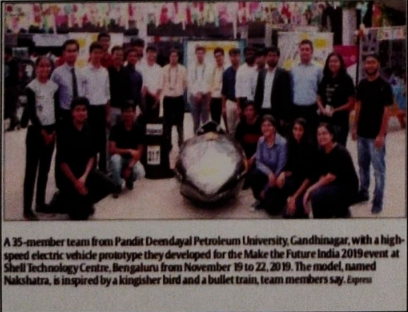 A 35-member team from Pandit Deendayal Petroleum University, Gandhinagar, with a high-
speed electric vehicle prototype they developed for the Make the Future India 2019 event at
Shell Technology Centre, Bengaluru from November 19 to 22, 2019. The model, named
Nakshatra, is inspired by a kingisher bird and a bullet train, team members say. Express